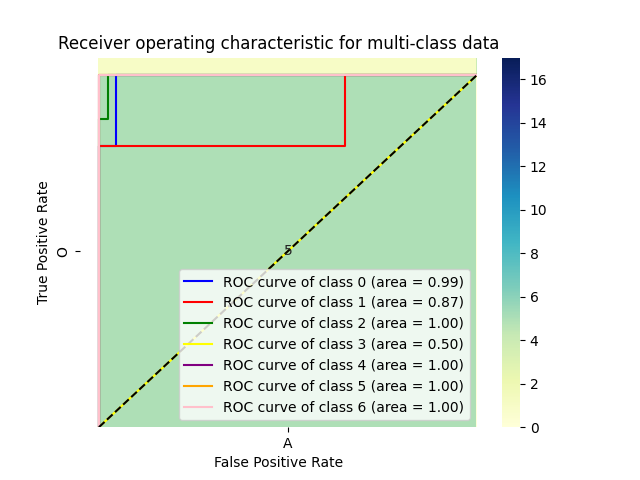 Receiver operating characteristic for multi-class data
True Positive Rate
O
5
ROC curve of class 0 (area = 0.99)
ROC curve of class 1 (area = 0.87)
ROC curve of class 2 (area = 1.00)
ROC curve of class 3 (area = 0.50)
ROC curve of class 4 (area = 1.00)
ROC curve of class 5 (area = 1.00)
ROC curve of class 6 (area = 1.00)
A
False Positive Rate
16
14
12
10
8
6
4
2
0